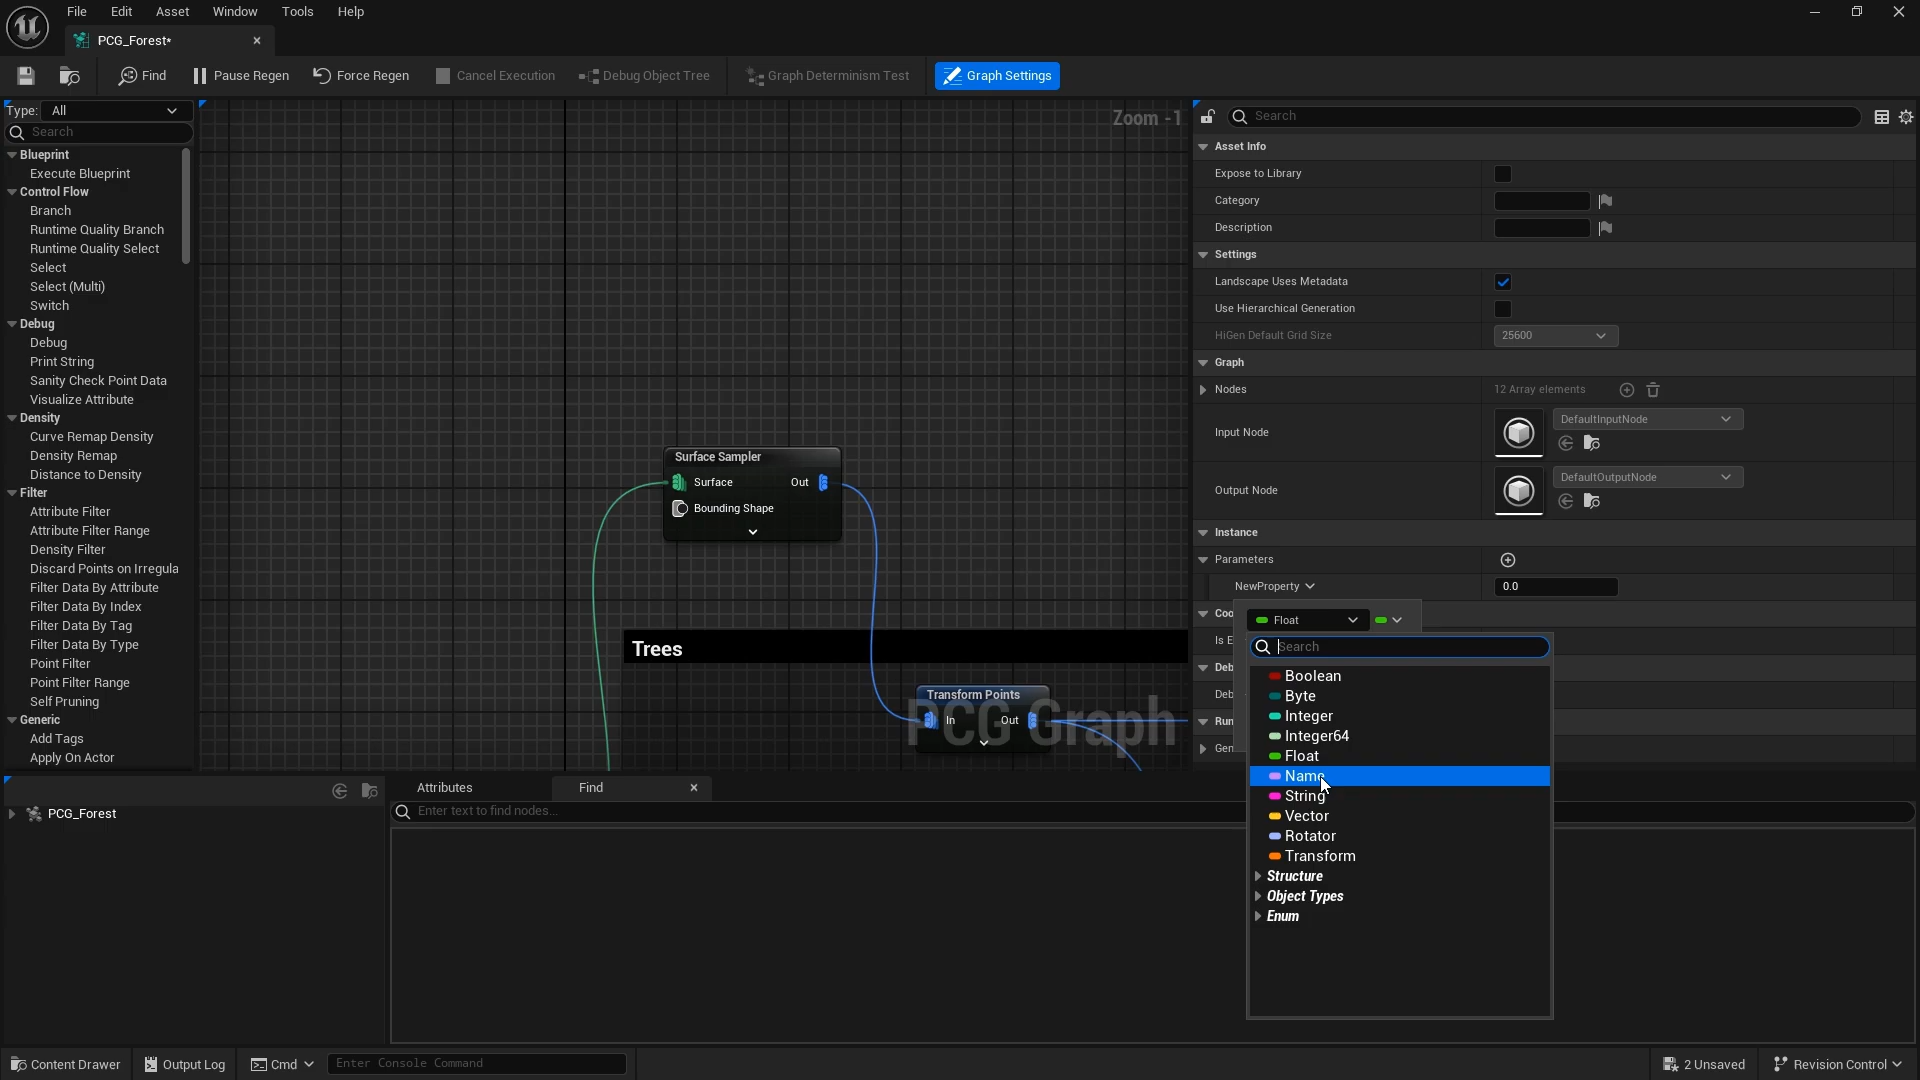 File Edit Asset Window Tools Help
PCG_Forest*
Find Pause Regen Force Regen Cancel Execution Debug Object Tree Graph Determinism Test Graph Settings
Type: All
Search
Blueprint
Execute Blueprint
Control Flow
Branch
Runtime Quality Branch
Runtime Quality Select
Select
Select (Multi)
Switch
Debug
Debug
Print String
Sanity Check Point Data
Visualize Attribute
Density
Curve Remap Density
Density Remap
Distance to Density
Filter
Attribute Filter
Attribute Filter Range
Density Filter
Discard Points on Irregula
Filter Data By Attribute
Filter Data By Index
Filter Data By Tag
Filter Data By Type
Point Filter
Point Filter Range
Self Pruning
Generic
Add Tags
Apply On Actor
Zoom -1
Surface Sampler
Surface Out
Bounding Shape
Trees
Transform Points
In Out
PCG Graph
Search
Asset Info
Expose to Library
Category
Description
Settings
Landscape Uses Metadata
Use Hierarchical Generation
HiGen Default Grid Size 25600
Graph
Nodes 12 Array elements
Input Node DefaultInputNode
Output Node DefaultOutputNode
Instance
Parameters
NewProperty 0.0
Coo
Is E
Deb
Deb
Run
Gen
Float
Search
Boolean
Byte
Integer
Integer64
Float
Name
String
Vector
Rotator
Transform
Structure
Object Types
Enum
PCG_Forest
Attributes Find
Enter text to find nodes...
Content Drawer Output Log Cmd Enter Console Command 2 Unsaved Revision Control